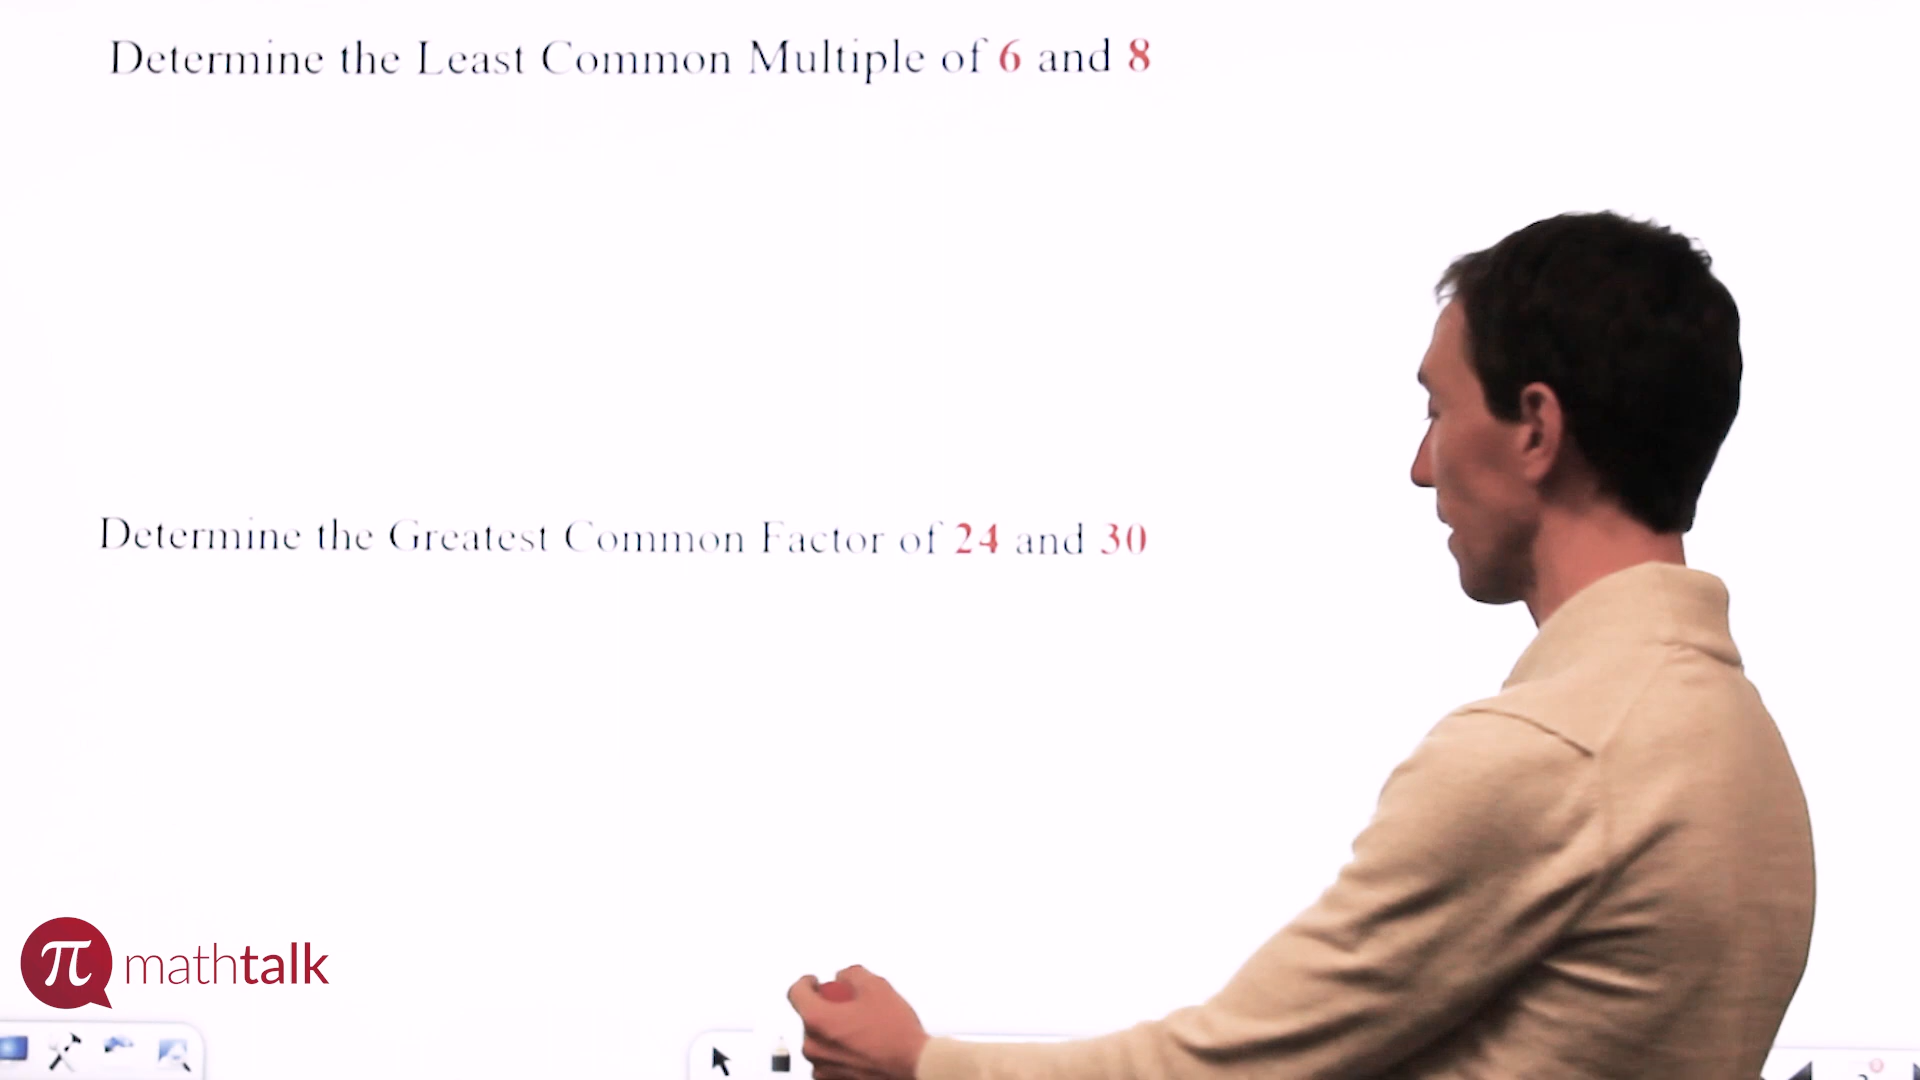 Determine the Least Common Multiple of 6 and 8
Determine the Greatest Common Factor of 24 and 30
π mathtalk